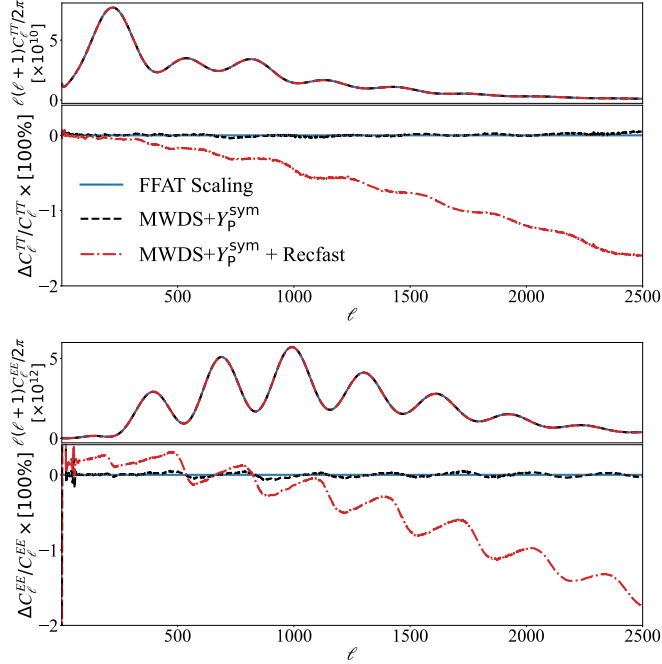 ℓ(ℓ+1)C_ℓ^{TT}/2π
[×10^{10}]
5
0
ΔC_ℓ^{TT}/C_ℓ^{TT} × [100%]
0
−1
−2
FFAT Scaling
MWDS+Y_P^{sym}
MWDS+Y_P^{sym} + Recfast
500
1000
1500
2000
2500
ℓ
ℓ(ℓ+1)C_ℓ^{EE}/2π
[×10^{12}]
5
0
ΔC_ℓ^{EE}/C_ℓ^{EE} × [100%]
0
−1
−2
500
1000
1500
2000
2500
ℓ